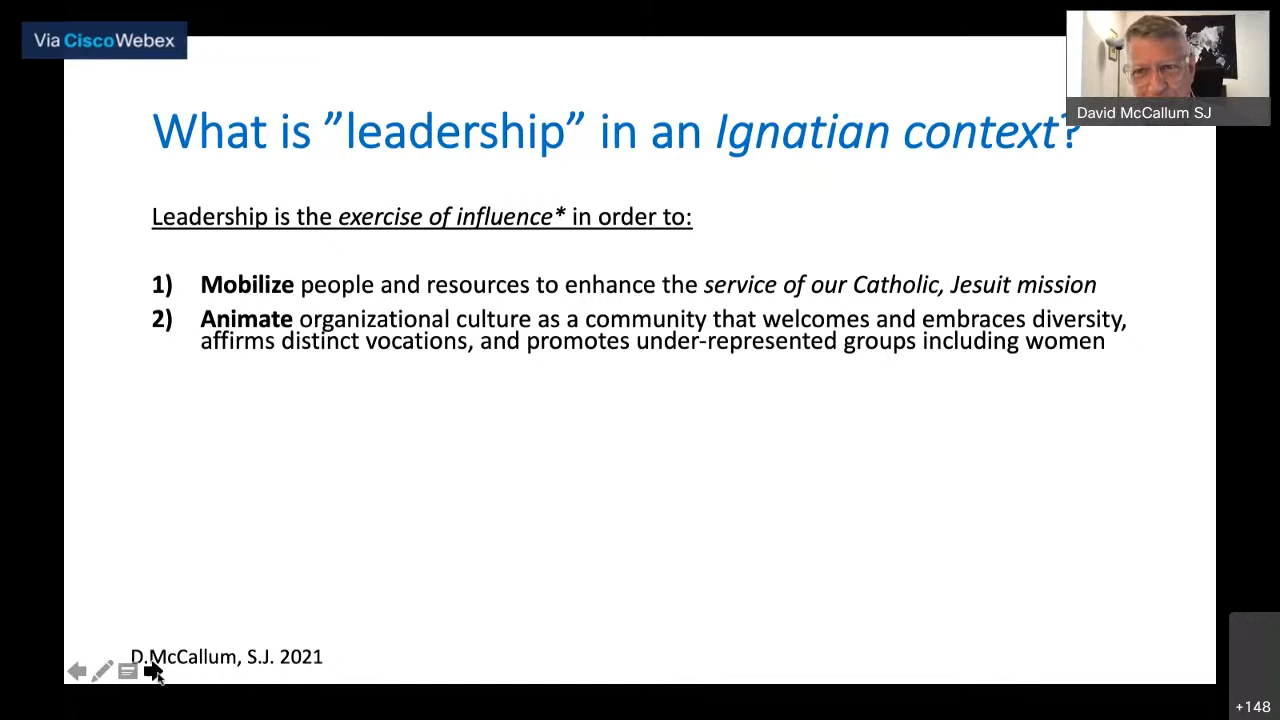 Via Cisco Webex
David McCallum SJ
What is ”leadership” in an Ignatian context?
Leadership is the exercise of influence* in order to:
1) Mobilize people and resources to enhance the service of our Catholic, Jesuit mission
2) Animate organizational culture as a community that welcomes and embraces diversity,
affirms distinct vocations, and promotes under-represented groups including women
D.McCallum, S.J. 2021
+148